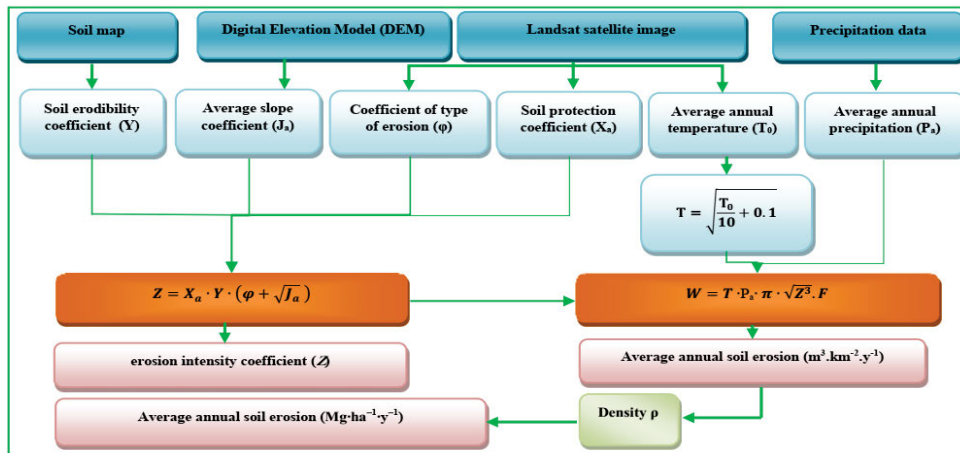 Soil map
Digital Elevation Model (DEM)
Landsat satellite image
Precipitation data
Soil erodibility
coefficient (Y)
Average slope
coefficient (Jₐ)
Coefficient of type
of erosion (φ)
Soil protection
coefficient (Xₐ)
Average annual
temperature (T₀)
Average annual
precipitation (Pₐ)
T = √(T₀/10 + 0.1)
Z = Xₐ · Y · (φ + √Jₐ)
W = T ·Pₐ· π · √Z³. F
erosion intensity coefficient (Z)
Average annual soil erosion (m³.km⁻².y⁻¹)
Average annual soil erosion (Mg·ha⁻¹·y⁻¹)
Density ρ